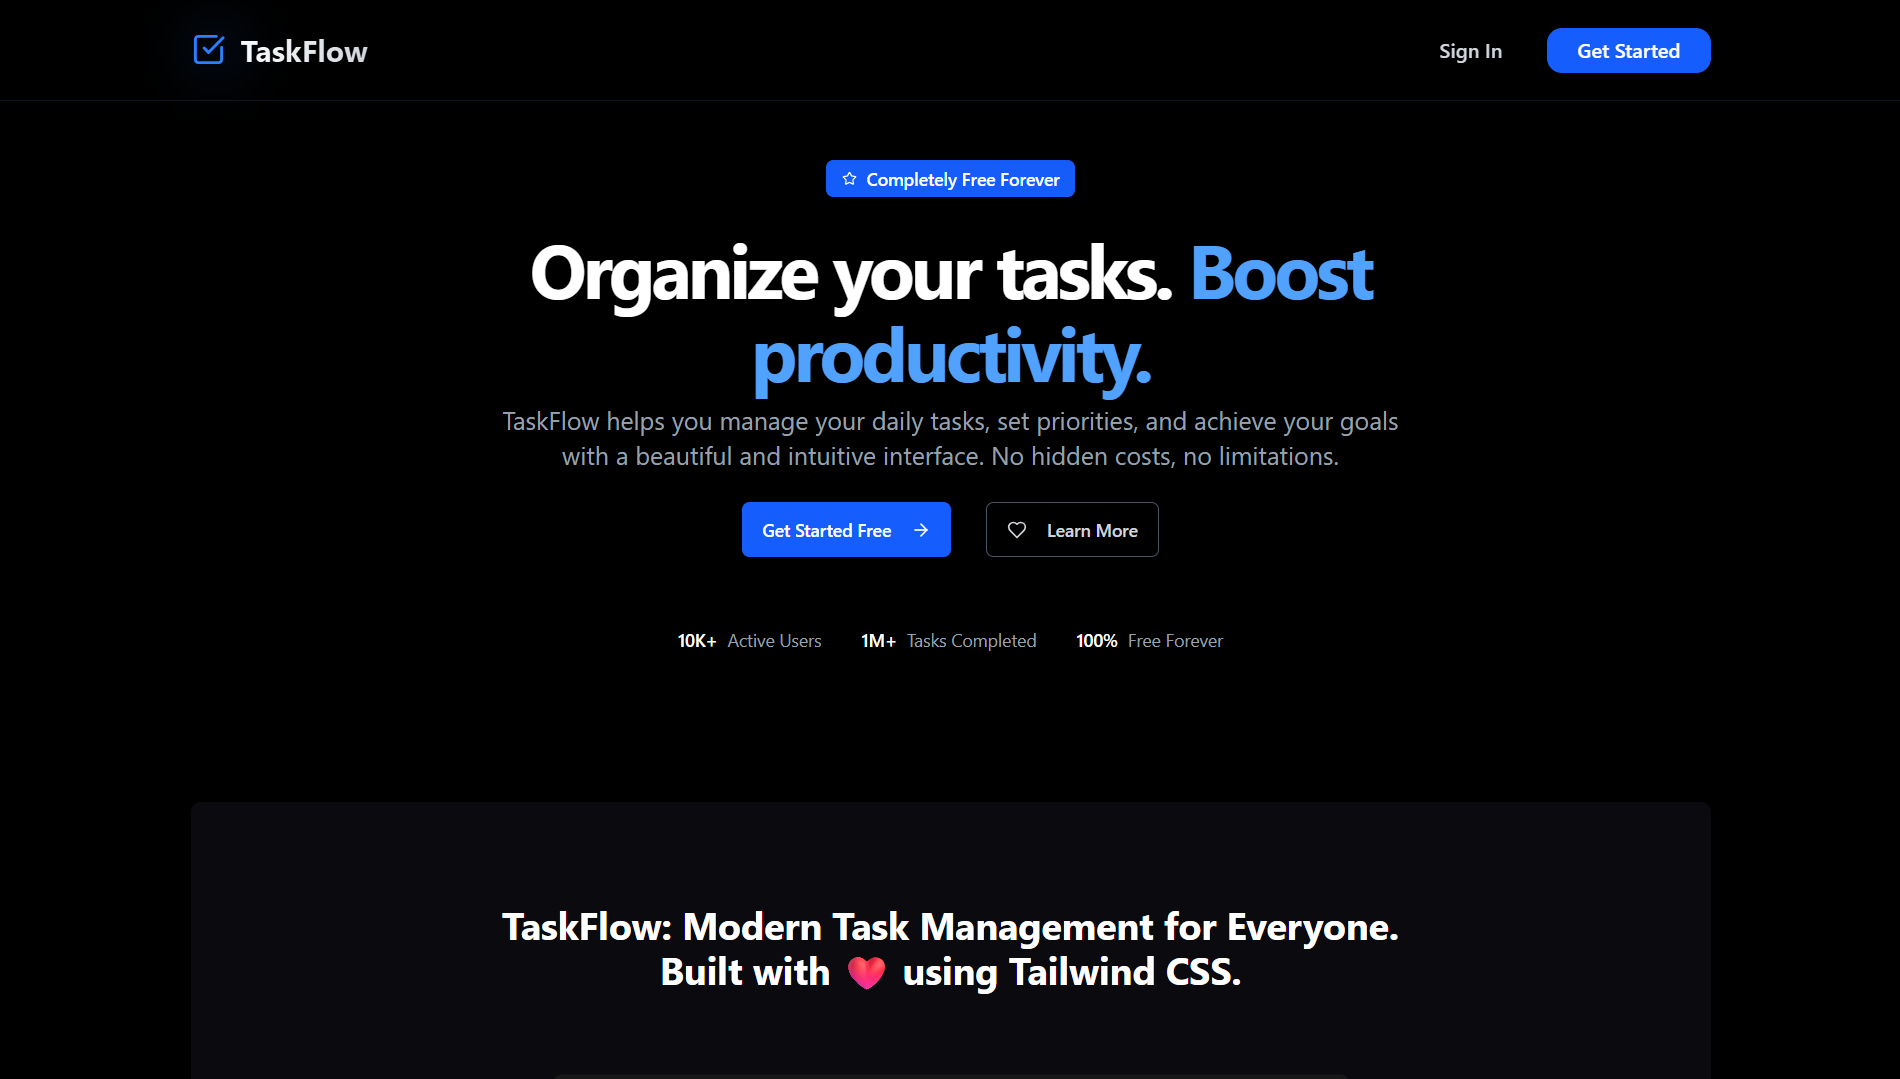 TaskFlow
Sign In
Get Started
Completely Free Forever
Organize your tasks. Boost
productivity.
TaskFlow helps you manage your daily tasks, set priorities, and achieve your goals
with a beautiful and intuitive interface. No hidden costs, no limitations.
Get Started Free
Learn More
10K+ Active Users
1M+ Tasks Completed
100% Free Forever
TaskFlow: Modern Task Management for Everyone.
Built with ❤️ using Tailwind CSS.